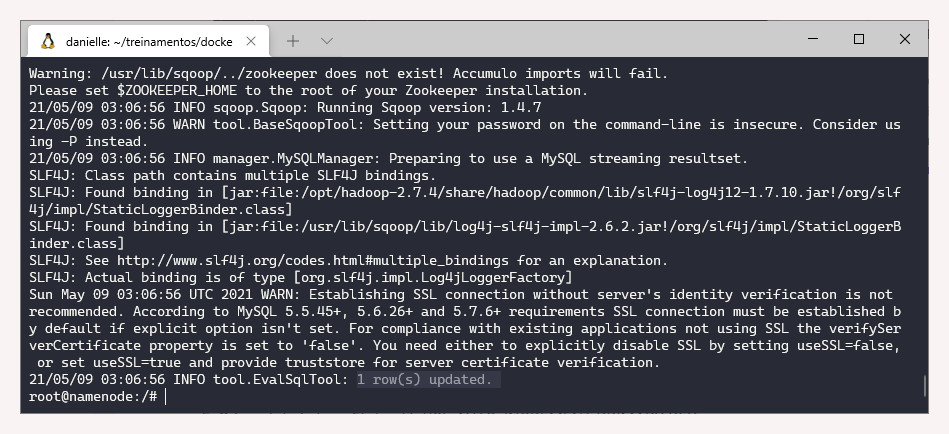 danielle: ~/treinamentos/docke
Warning: /usr/lib/sqoop/../zookeeper does not exist! Accumulo imports will fail.
Please set $ZOOKEEPER_HOME to the root of your Zookeeper installation.
21/05/09 03:06:56 INFO sqoop.Sqoop: Running Sqoop version: 1.4.7
21/05/09 03:06:56 WARN tool.BaseSqoopTool: Setting your password on the command-line is insecure. Consider us
ing -P instead.
21/05/09 03:06:56 INFO manager.MySQLManager: Preparing to use a MySQL streaming resultset.
SLF4J: Class path contains multiple SLF4J bindings.
SLF4J: Found binding in [jar:file:/opt/hadoop-2.7.4/share/hadoop/common/lib/slf4j-log4j12-1.7.10.jar!/org/slf
4j/impl/StaticLoggerBinder.class]
SLF4J: Found binding in [jar:file:/usr/lib/sqoop/lib/log4j-slf4j-impl-2.6.2.jar!/org/slf4j/impl/StaticLoggerB
inder.class]
SLF4J: See http://www.slf4j.org/codes.html#multiple_bindings for an explanation.
SLF4J: Actual binding is of type [org.slf4j.impl.Log4jLoggerFactory]
Sun May 09 03:06:56 UTC 2021 WARN: Establishing SSL connection without server's identity verification is not
recommended. According to MySQL 5.5.45+, 5.6.26+ and 5.7.6+ requirements SSL connection must be established b
y default if explicit option isn't set. For compliance with existing applications not using SSL the verifySer
verCertificate property is set to 'false'. You need either to explicitly disable SSL by setting useSSL=false,
 or set useSSL=true and provide truststore for server certificate verification.
21/05/09 03:06:56 INFO tool.EvalSqlTool: 1 row(s) updated.
root@namenode:/#